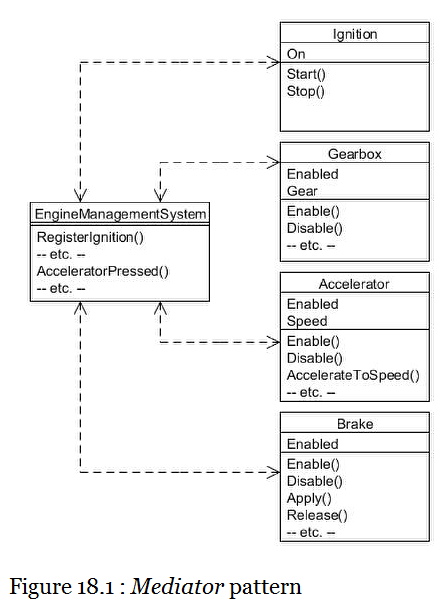 Ignition
On
Start()
Stop()
Gearbox
Enabled
Gear
Enable()
Disable()
-- etc. --
EngineManagementSystem
RegisterIgnition()
-- etc. --
AcceleratorPressed()
-- etc. --
Accelerator
Enabled
Speed
Enable()
Disable()
AccelerateToSpeed()
-- etc. --
Brake
Enabled
Enable()
Disable()
Apply()
Release()
-- etc. --
Figure 18.1 : Mediator pattern